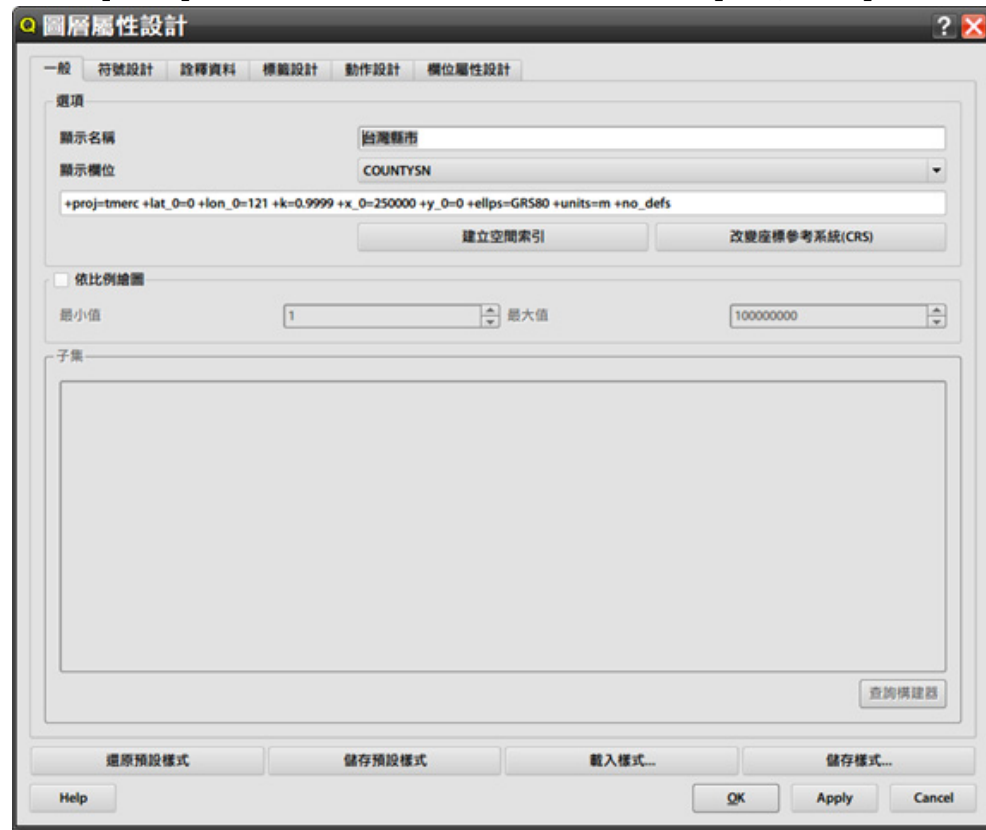 圖層屬性設計
一般 符號設計 詮釋資料 標籤設計 動作設計 欄位屬性設計
選項
顯示名稱 台灣縣市
顯示欄位 COUNTYSN
+proj=tmerc +lat_0=0 +lon_0=121 +k=0.9999 +x_0=250000 +y_0=0 +ellps=GRS80 +units=m +no_defs
建立空間索引 改變座標參考系統(CRS)
依比例繪圖
最小值 1 最大值 100000000
子集
查詢構建器
還原預設樣式 儲存預設樣式 載入樣式... 儲存樣式...
Help OK Apply Cancel